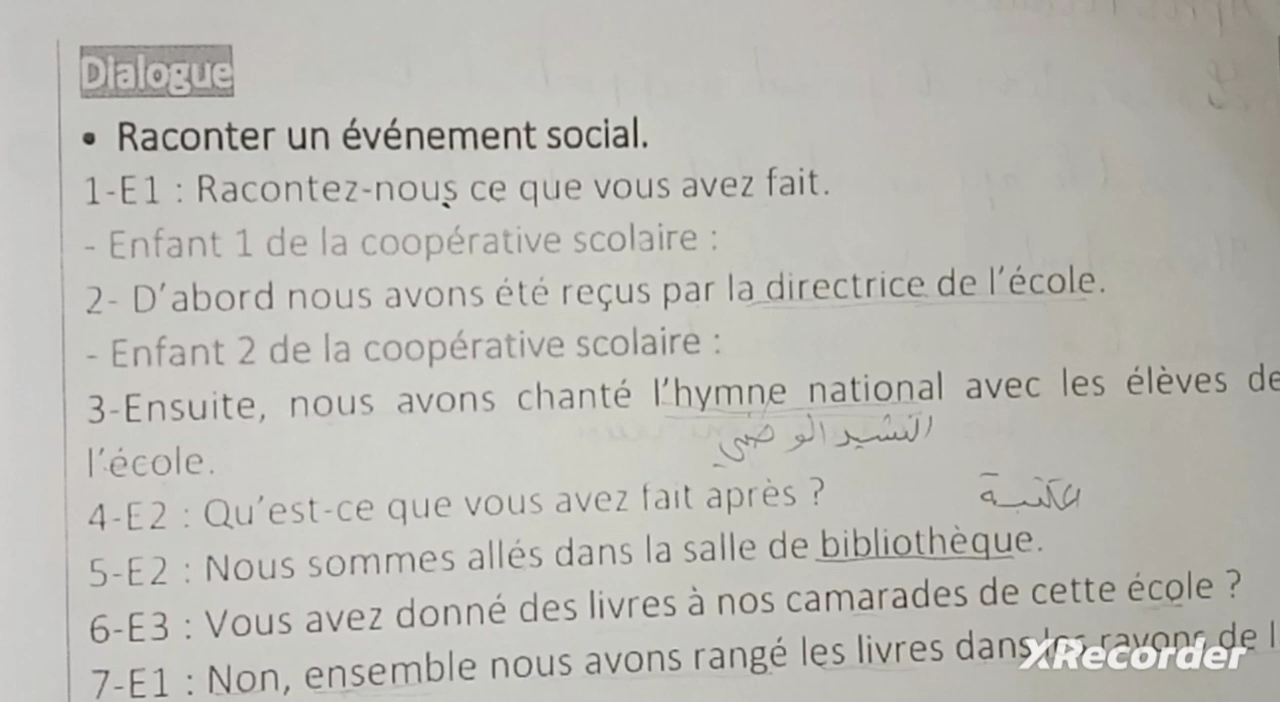 Dialogue
• Raconter un événement social.
1-E1 : Racontez-nous ce que vous avez fait.
- Enfant 1 de la coopérative scolaire :
2- D'abord nous avons été reçus par la directrice de l'école.
- Enfant 2 de la coopérative scolaire :
3-Ensuite, nous avons chanté l'hymne national avec les élèves de
النشيد الو
l'école.
4-E2 : Qu'est-ce que vous avez fait après ?
5-E2 : Nous sommes allés dans la salle de bibliothèque.
6-E3 : Vous avez donné des livres à nos camarades de cette école ?
7-E1 : Non, ensemble nous avons rangé les livres dans les rayons de l
XRecorder